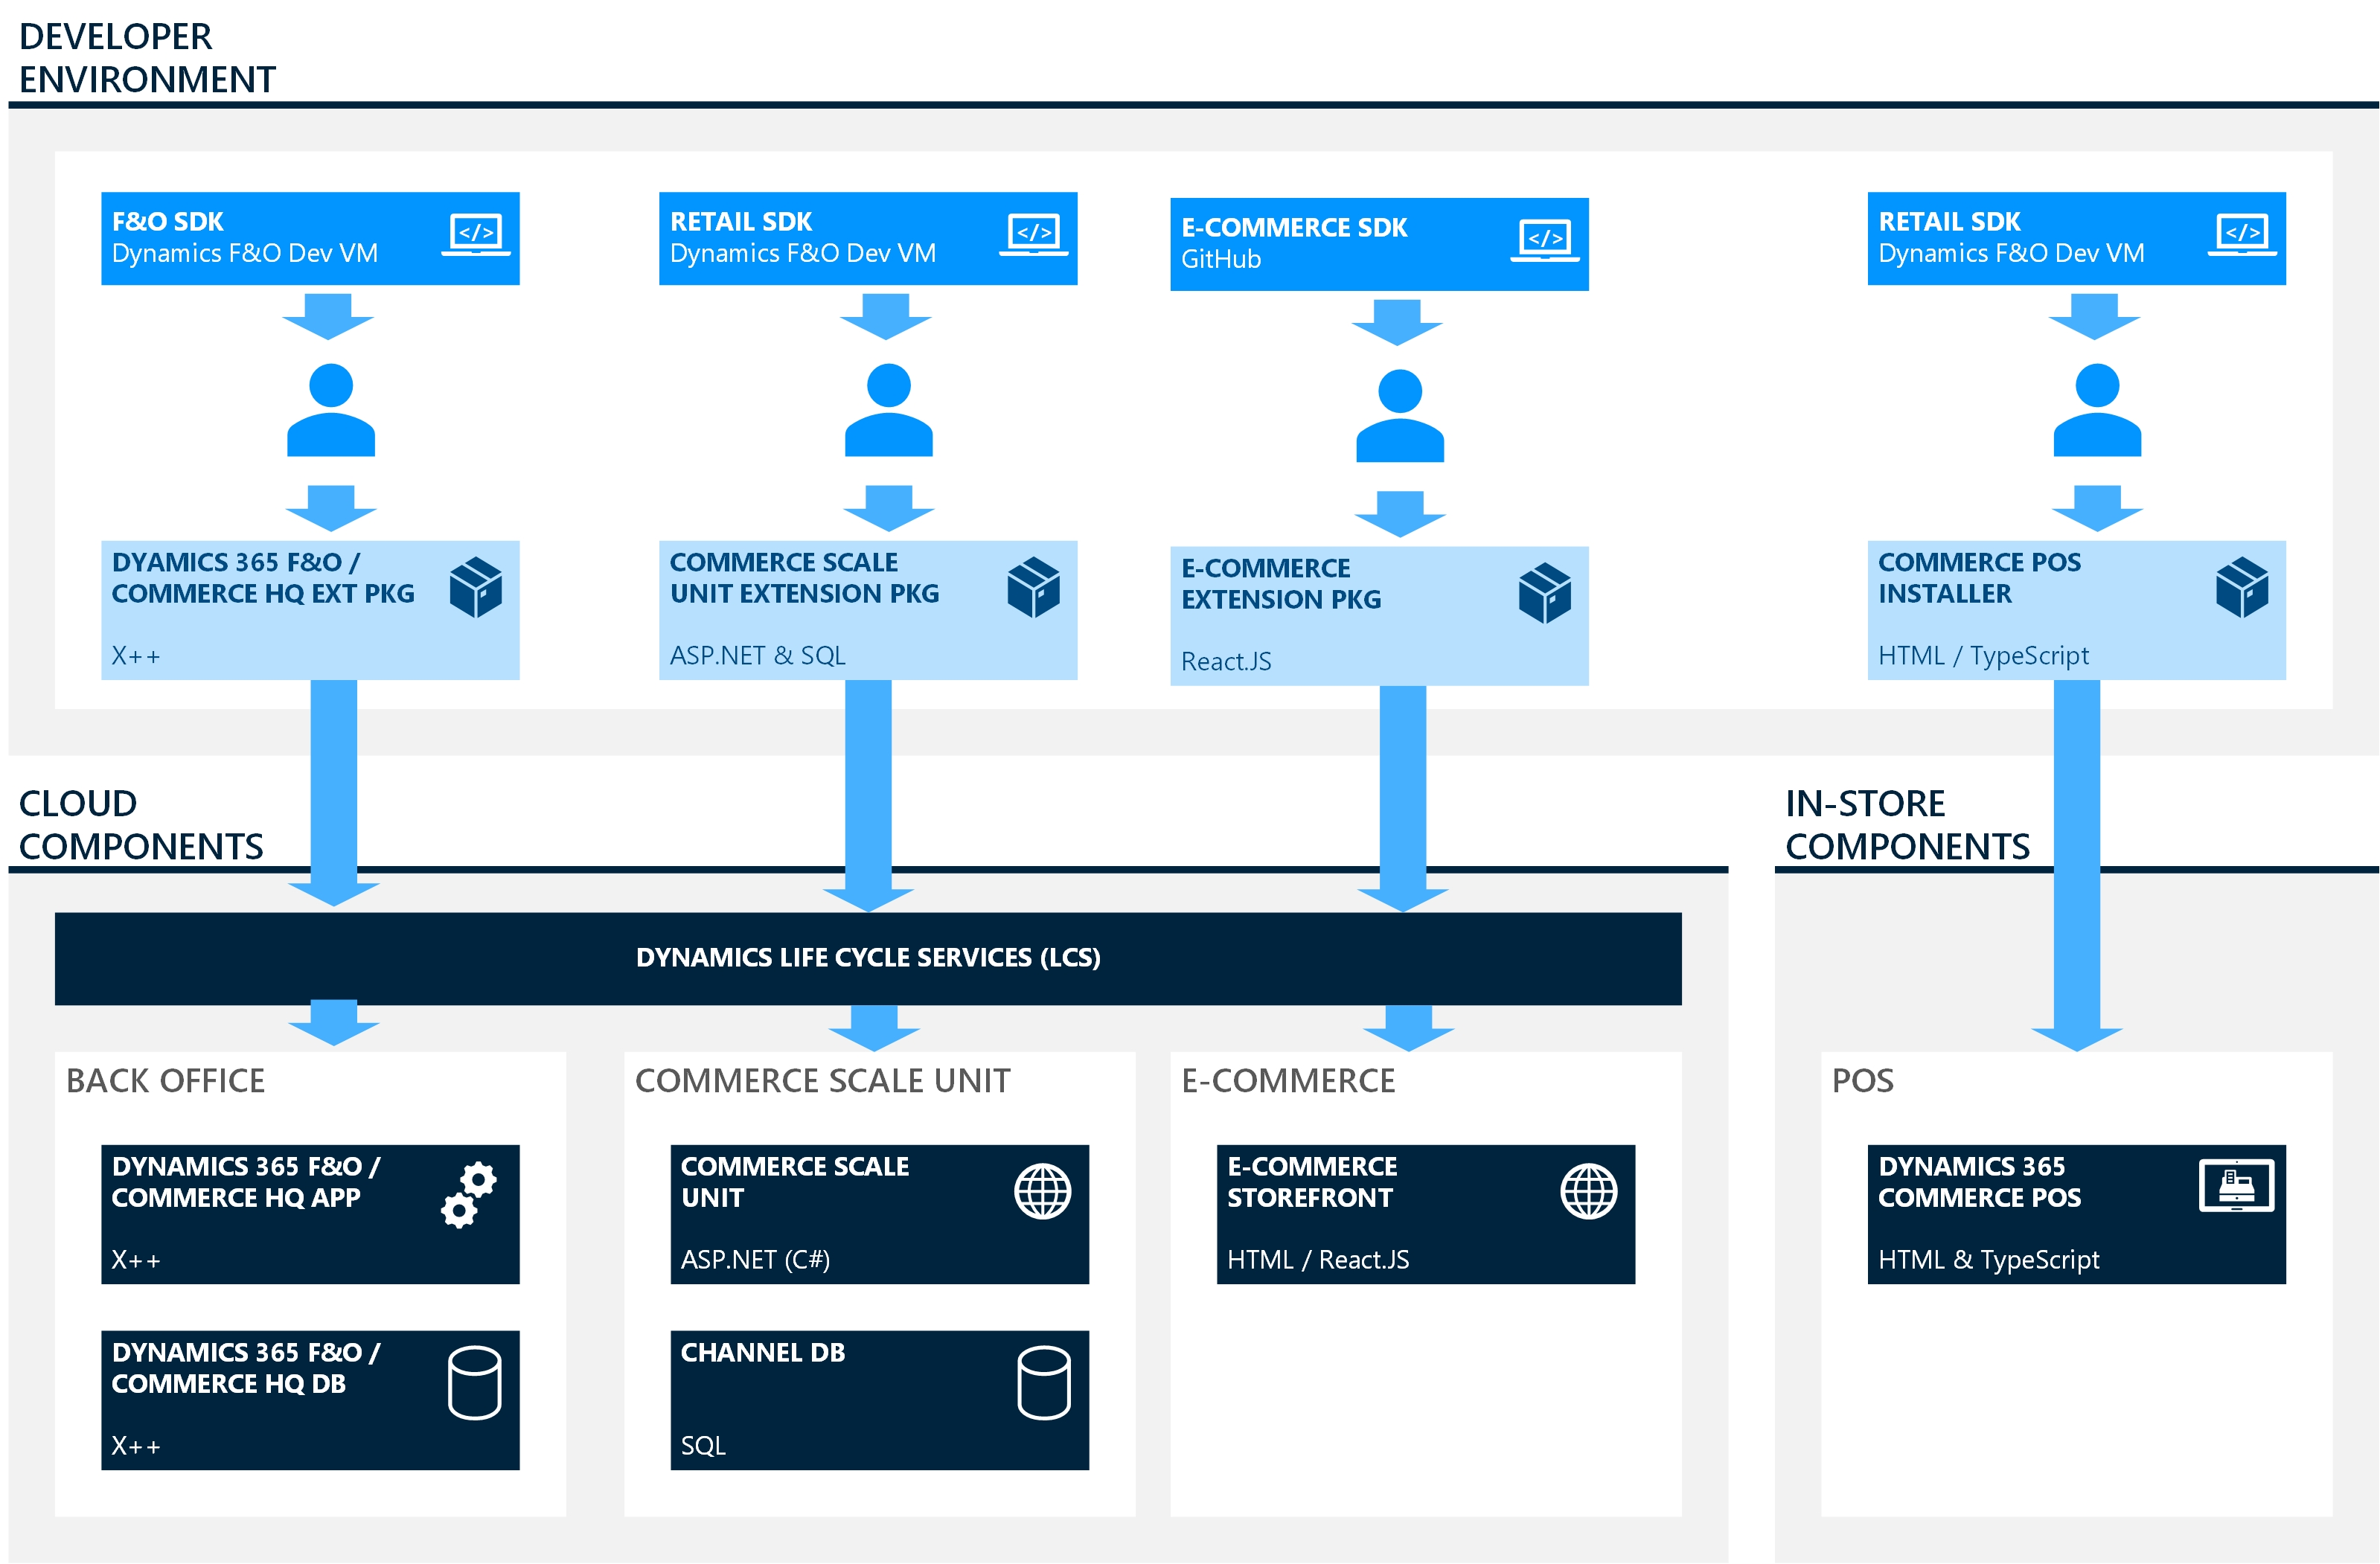 DEVELOPER
ENVIRONMENT
F&O SDK
Dynamics F&O Dev VM
</>
RETAIL SDK
Dynamics F&O Dev VM
</>
E-COMMERCE SDK
GitHub
</>
RETAIL SDK
Dynamics F&O Dev VM
</>
DYAMICS 365 F&O /
COMMERCE HQ EXT PKG
X++
COMMERCE SCALE
UNIT EXTENSION PKG
ASP.NET & SQL
E-COMMERCE
EXTENSION PKG
React.JS
COMMERCE POS
INSTALLER
HTML / TypeScript
CLOUD
COMPONENTS
IN-STORE
COMPONENTS
DYNAMICS LIFE CYCLE SERVICES (LCS)
BACK OFFICE
DYNAMICS 365 F&O /
COMMERCE HQ APP
X++
DYNAMICS 365 F&O /
COMMERCE HQ DB
X++
COMMERCE SCALE UNIT
COMMERCE SCALE
UNIT
ASP.NET (C#)
CHANNEL DB
SQL
E-COMMERCE
E-COMMERCE
STOREFRONT
HTML / React.JS
POS
DYNAMICS 365
COMMERCE POS
HTML & TypeScript